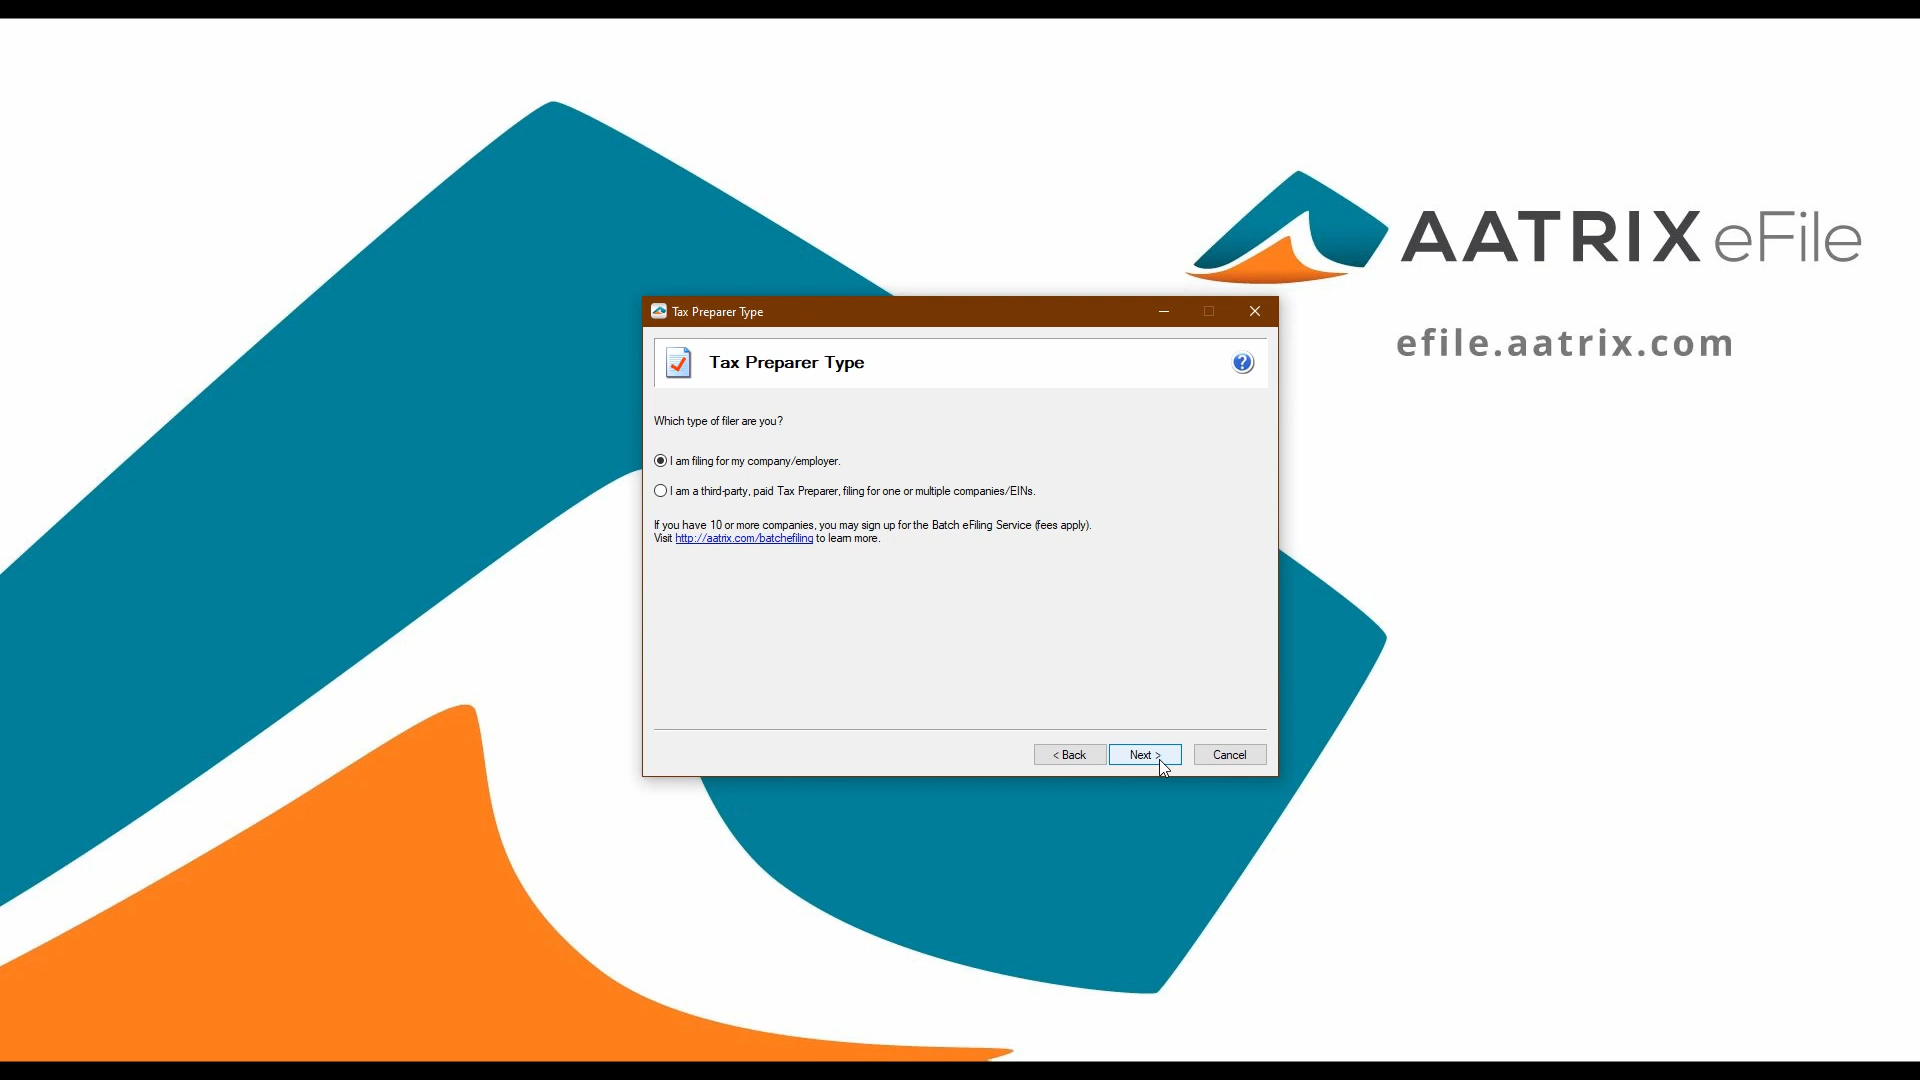 AATRIX eFile
efile.aatrix.com
Tax Preparer Type
Tax Preparer Type
Which type of filer are you?
I am filing for my company/employer.
I am a third-party, paid Tax Preparer, filing for one or multiple companies/EINs.
If you have 10 or more companies, you may sign up for the Batch eFiling Service (fees apply).
Visit http://aatrix.com/batchefiling to learn more.
< Back
Next >
Cancel